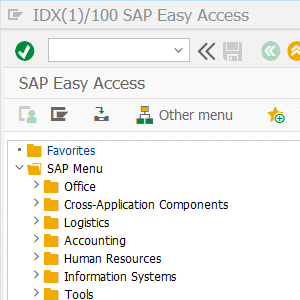 IDX(1)/100 SAP Easy Access
SAP Easy Access
Other menu
Favorites
SAP Menu
Office
Cross-Application Components
Logistics
Accounting
Human Resources
Information Systems
Tools